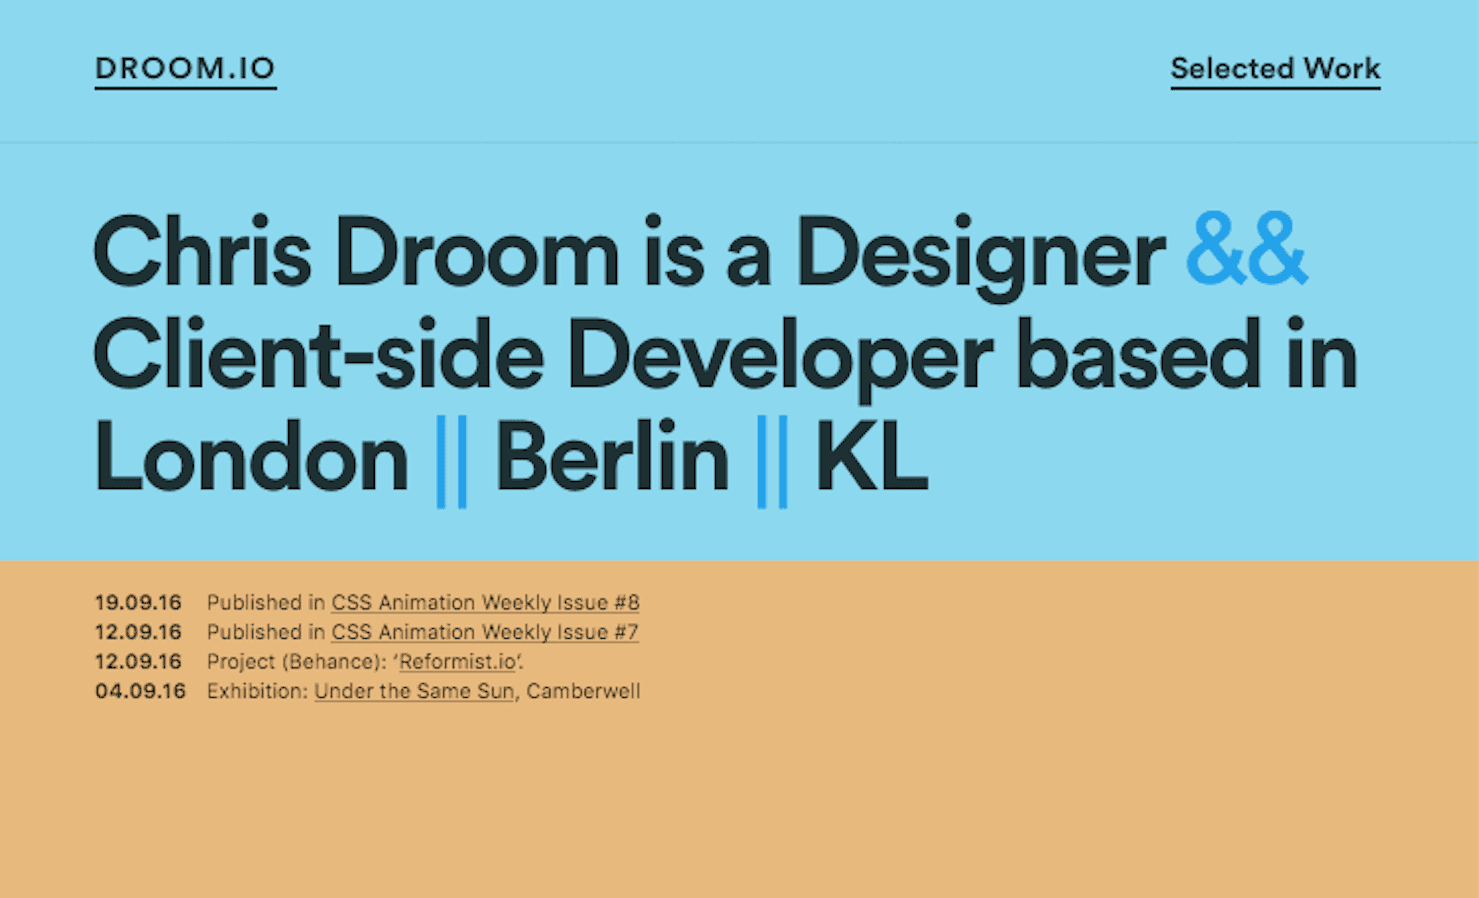 DROOM.IO
Selected Work
Chris Droom is a Designer &&
Client-side Developer based in
London || Berlin || KL
19.09.16 Published in CSS Animation Weekly Issue #8
12.09.16 Published in CSS Animation Weekly Issue #7
12.09.16 Project (Behance): ‘Reformist.io‘.
04.09.16 Exhibition: Under the Same Sun, Camberwell